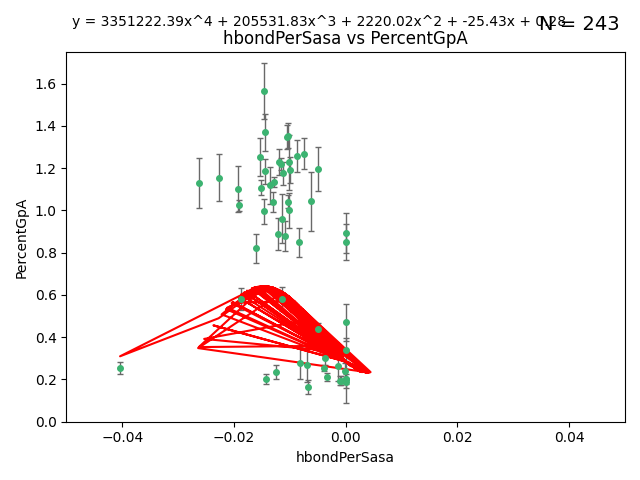 y = 3351222.39x^4 + 205531.83x^3 + 2220.02x^2 + -25.43x + 0.28
N = 243
hbondPerSasa vs PercentGpA
1.6
1.4
1.2
1.0
0.8
0.6
0.4
0.2
0.0
PercentGpA
−0.04 −0.02 0.00 0.02 0.04
hbondPerSasa